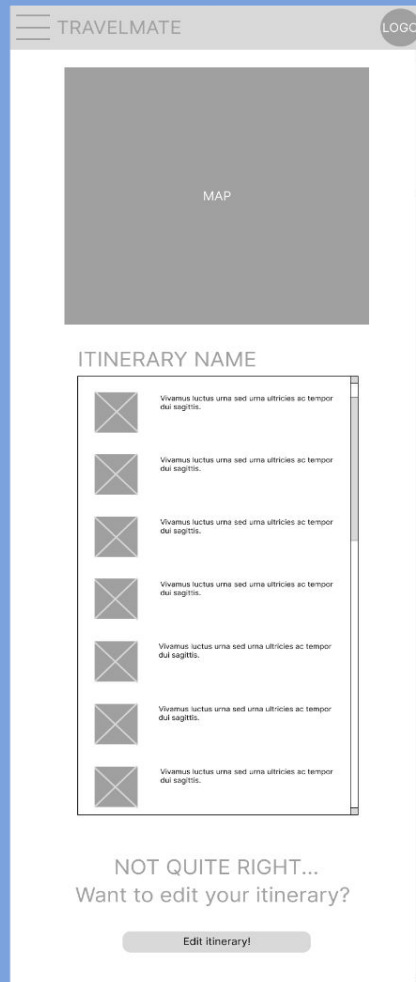 TRAVELMATE
LOGO
MAP
ITINERARY NAME
Vivamus luctus urna sed urna ultricies ac tempor
dui sagittis.
Vivamus luctus urna sed urna ultricies ac tempor
dui sagittis.
Vivamus luctus urna sed urna ultricies ac tempor
dui sagittis.
Vivamus luctus urna sed urna ultricies ac tempor
dui sagittis.
Vivamus luctus urna sed urna ultricies ac tempor
dui sagittis.
Vivamus luctus urna sed urna ultricies ac tempor
dui sagittis.
Vivamus luctus urna sed urna ultricies ac tempor
dui sagittis.
NOT QUITE RIGHT...
Want to edit your itinerary?
Edit itinerary!